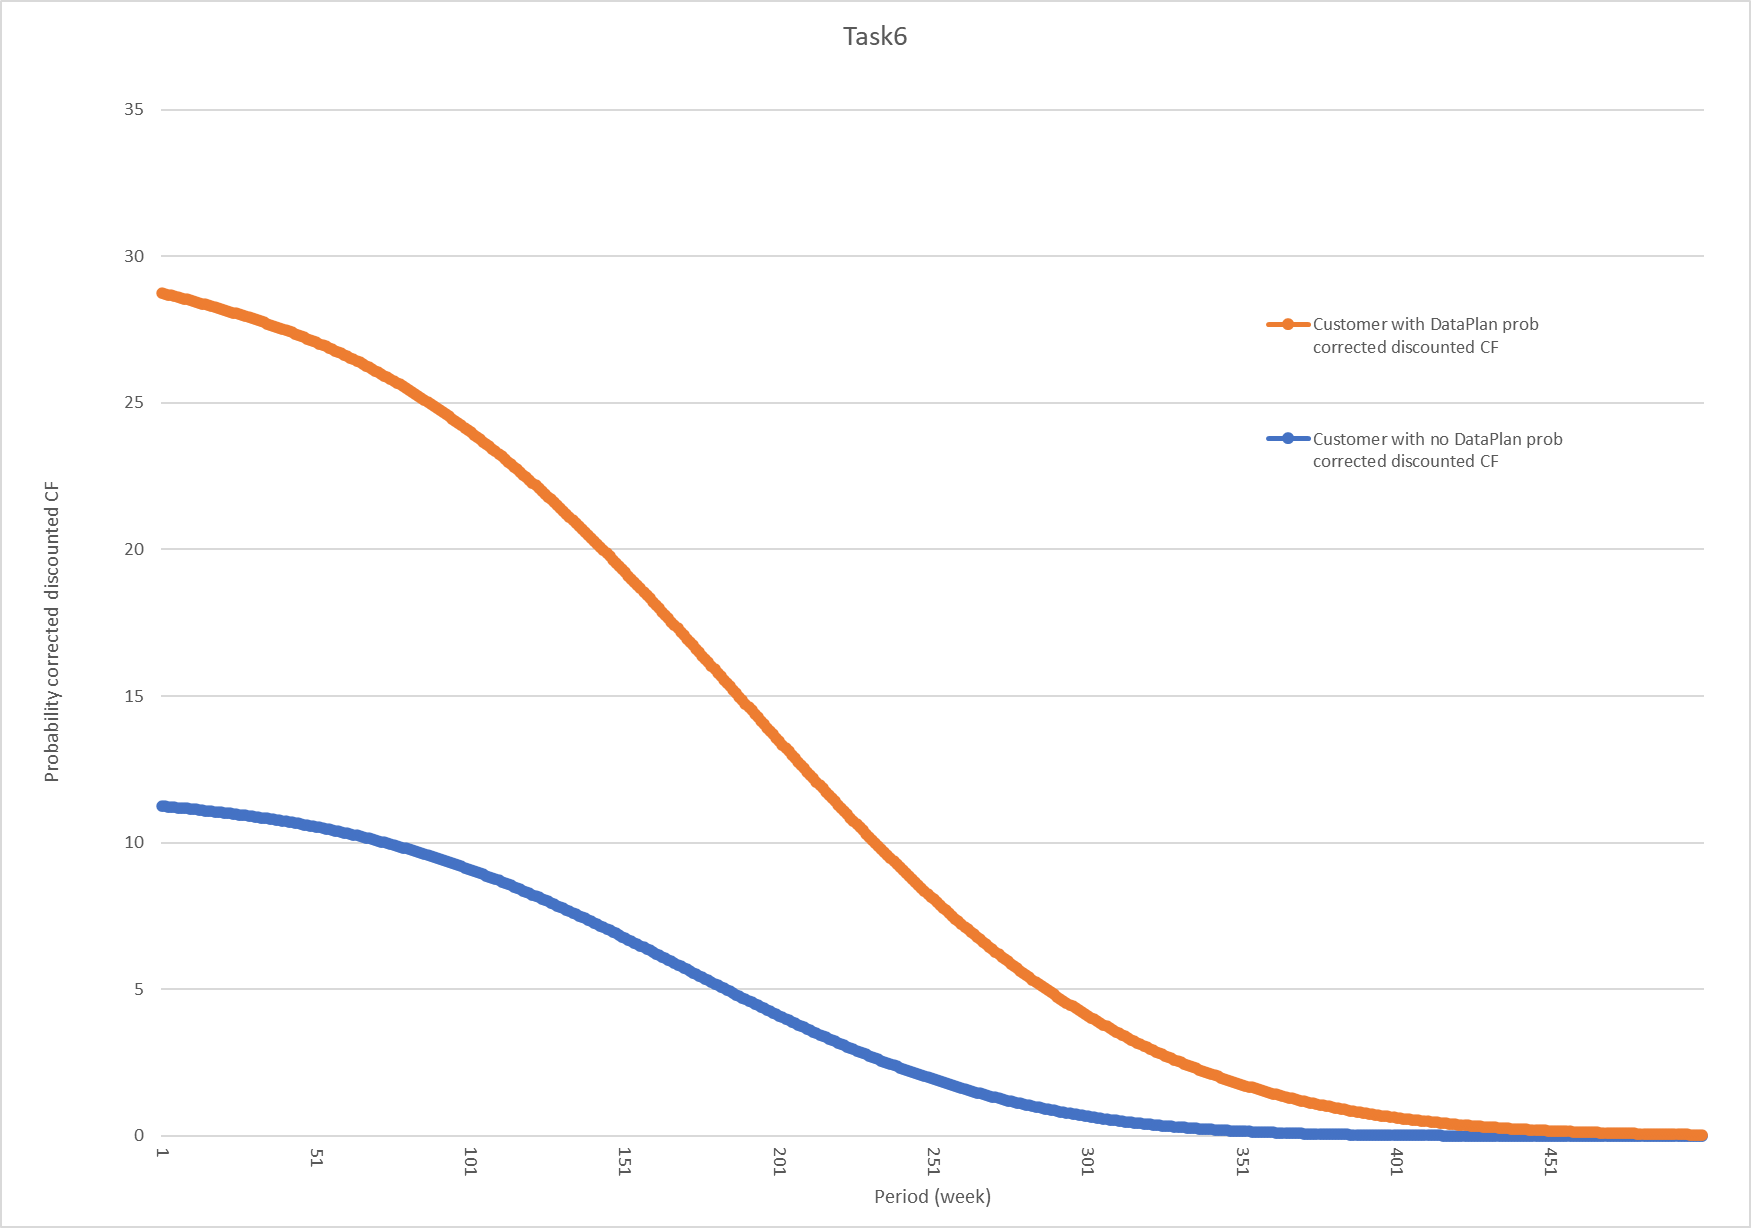 Task6
35
30
25
20
15
10
5
0
Probability corrected discounted CF
Customer with DataPlan prob
corrected discounted CF
Customer with no DataPlan prob
corrected discounted CF
1
51
101
151
201
251
301
351
401
451
Period (week)